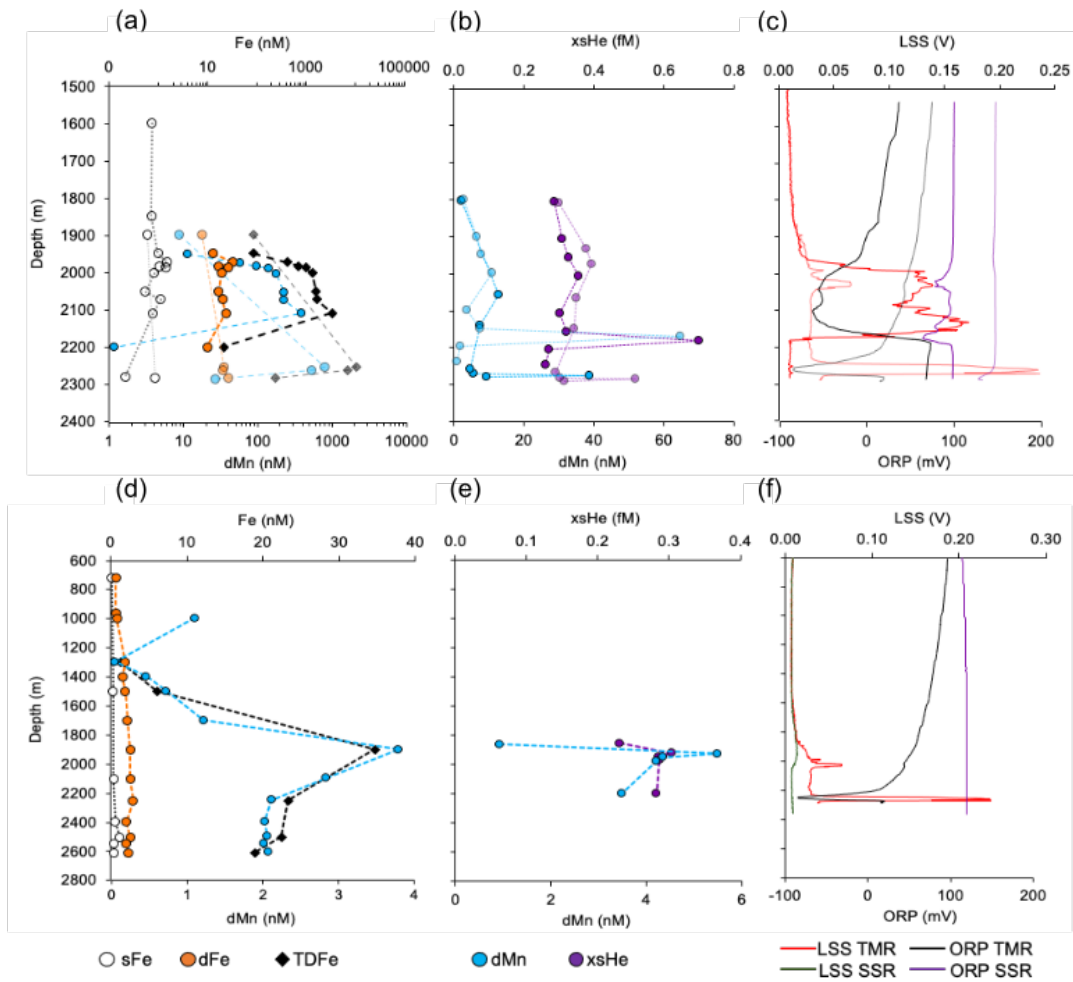 (a) (b) (c)
Fe (nM) xsHe (fM) LSS (V)
0 10 1000 100000 0.0 0.2 0.4 0.6 0.8 0.00 0.05 0.10 0.15 0.20 0.25
1500
1600
1700
1800
1900
2000
2100
2200
2300
2400
Depth (m)
1 10 100 1000 10000 0 20 40 60 80 -100 0 100 200
dMn (nM) dMn (nM) ORP (mV)
(d) (e) (f)
Fe (nM) xsHe (fM) LSS (V)
0 10 20 30 40 0.0 0.1 0.2 0.3 0.4 0.00 0.10 0.20 0.30
600
800
1000
1200
1400
1600
1800
2000
2200
2400
2600
2800
Depth (m)
0 1 2 3 4 0 2 4 6 -100 0 100 200
dMn (nM) dMn (nM) ORP (mV)
sFe dFe TDFe dMn xsHe LSS TMR ORP TMR
LSS SSR ORP SSR